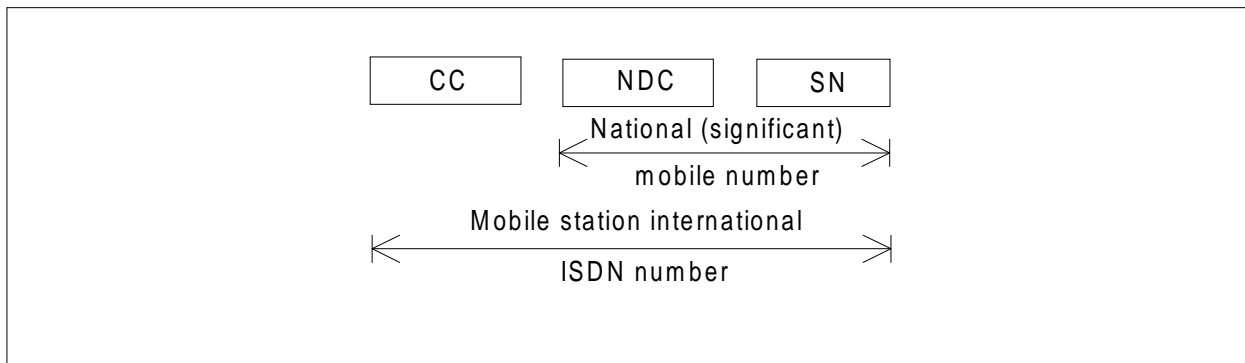 CC NDC SN
National (significant)
mobile number
Mobile station international
ISDN number